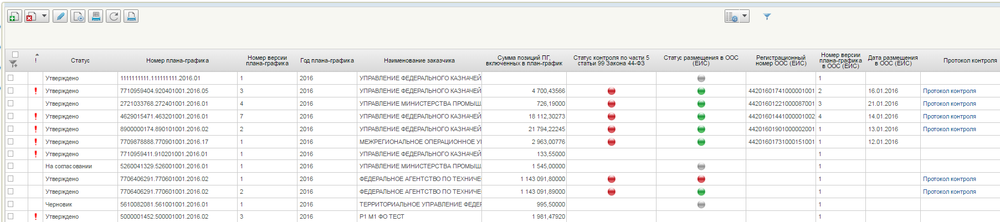 !
Статус
Номер плана-графика
Номер версии
плана-графика
Год плана-графика
Наименование заказчика
Сумма позиций ПГ,
включенных в план-график
Статус контроля по части 5
статьи 99 Закона 44-ФЗ
Статус размещения в ООС
(ЕИС)
Регистрационный
номер ООС (ЕИС)
Номер версии
плана-графика
в ООС (ЕИС)
Дата размещения
в ООС (ЕИС)
Протокол контроля
Утверждено 1111111111.111111111.2016.01 1 2016 УПРАВЛЕНИЕ ФЕДЕРАЛЬНОГО КАЗНАЧЕЙ 1
! Утверждено 7710959404.920401001.2016.05 3 2016 УПРАВЛЕНИЕ ФЕДЕРАЛЬНОГО КАЗНАЧЕЙ 4 700,43566 44201601741000001001 2 16.01.2016 Протокол контроля
Утверждено 2721033768.272401001.2016.01 4 2016 УПРАВЛЕНИЕ МИНИСТЕРСТВА ПРОМЫШЛ 726,19000 44201601221000087001 3 21.01.2016 Протокол контроля
! Утверждено 4629015471.463201001.2016.01 7 2016 УПРАВЛЕНИЕ ФЕДЕРАЛЬНОГО КАЗНАЧЕЙ 18 112,30273 44201601441000001002 4 14.01.2016 Протокол контроля
! Утверждено 8900000174.890101001.2016.02 2 2016 УПРАВЛЕНИЕ ФЕДЕРАЛЬНОГО КАЗНАЧЕЙ 21 794,22245 44201601901000002001 1 13.01.2016 Протокол контроля
! Утверждено 7709878888.770901001.2016.17 1 2016 МЕЖРЕГИОНАЛЬНОЕ ОПЕРАЦИОННОЕ УП 2 963,00776 44201601731000151001 1 12.01.2016
! Утверждено 7710959411.910201001.2016.01 1 2016 УПРАВЛЕНИЕ ФЕДЕРАЛЬНОГО КАЗНАЧЕЙ 133,55000 1
На согласовании 5260041329.526001001.2016.01 1 2016 УПРАВЛЕНИЕ МИНИСТЕРСТВА ПРОМЫШЛ 1 545,00000 1
Утверждено 7706406291.770601001.2016.02 1 2016 ФЕДЕРАЛЬНОЕ АГЕНТСТВО ПО ТЕХНИЧЕС 1 143 091,80000 1 Протокол контроля
Утверждено 7706406291.770601001.2016.02 2 2016 ФЕДЕРАЛЬНОЕ АГЕНТСТВО ПО ТЕХНИЧЕС 1 143 091,89000 1 Протокол контроля
Черновик 5610082081.561001001.2016.01 1 2016 ТЕРРИТОРИАЛЬНОЕ УПРАВЛЕНИЕ ФЕДЕР 995,50000 1
! Утверждено 5000001452.500001001.2016.02 3 2016 Р1 М1 ФО ТЕСТ 1 981,47920 1